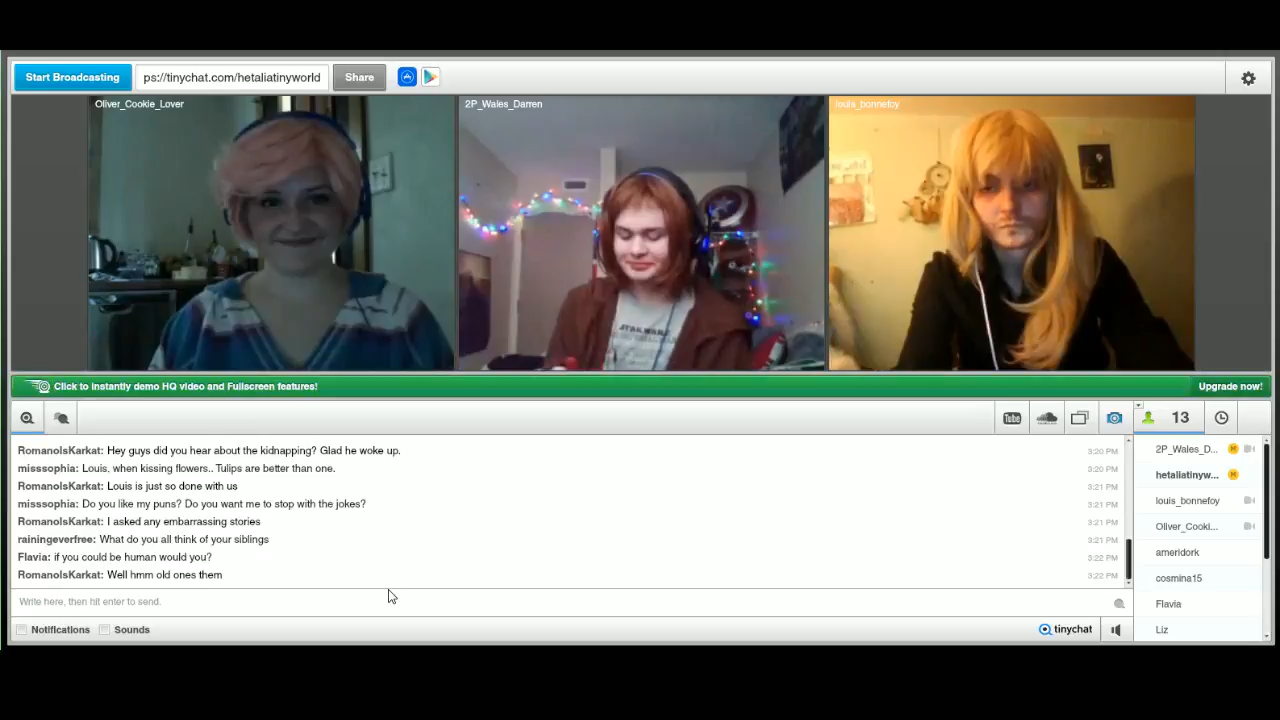 Start Broadcasting
ps://tinychat.com/hetaliatinyworld
Share
Oliver_Cookie_Lover
2P_Wales_Darren
louis_bonnefoy
STAR WARS
Click to instantly demo HQ video and Fullscreen features!
Upgrade now!
You Tube
13
RomanoIsKarkat: Hey guys did you hear about the kidnapping? Glad he woke up.
3:20 PM
misssophia: Louis, when kissing flowers.. Tulips are better than one.
3:20 PM
RomanoIsKarkat: Louis is just so done with us
3:21 PM
misssophia: Do you like my puns? Do you want me to stop with the jokes?
3:21 PM
RomanoIsKarkat: I asked any embarrassing stories
3:21 PM
rainingeverfree: What do you all think of your siblings
3:21 PM
Flavia: if you could be human would you?
3:22 PM
RomanoIsKarkat: Well hmm old ones them
3:22 PM
2P_Wales_D... M
hetaliatinyw... M
louis_bonnefoy
Oliver_Cooki...
ameridork
cosmina15
Flavia
Liz
Write here, then hit enter to send.
Notifications
Sounds
tinychat